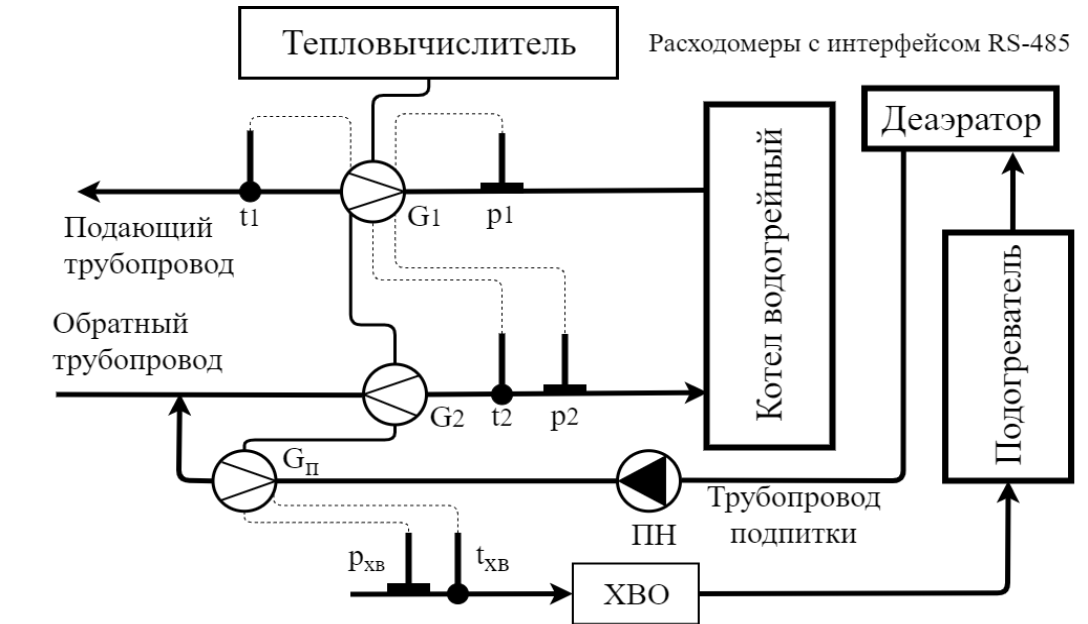 Тепловычислитель
Расходомеры с интерфейсом RS-485
Деаэратор
Котел водогрейный
Подогреватель
t1
G1
p1
Подающий
трубопровод
Обратный
трубопровод
G2
t2
p2
Gп
ПН
Трубопровод
подпитки
pхв
tхв
ХВО